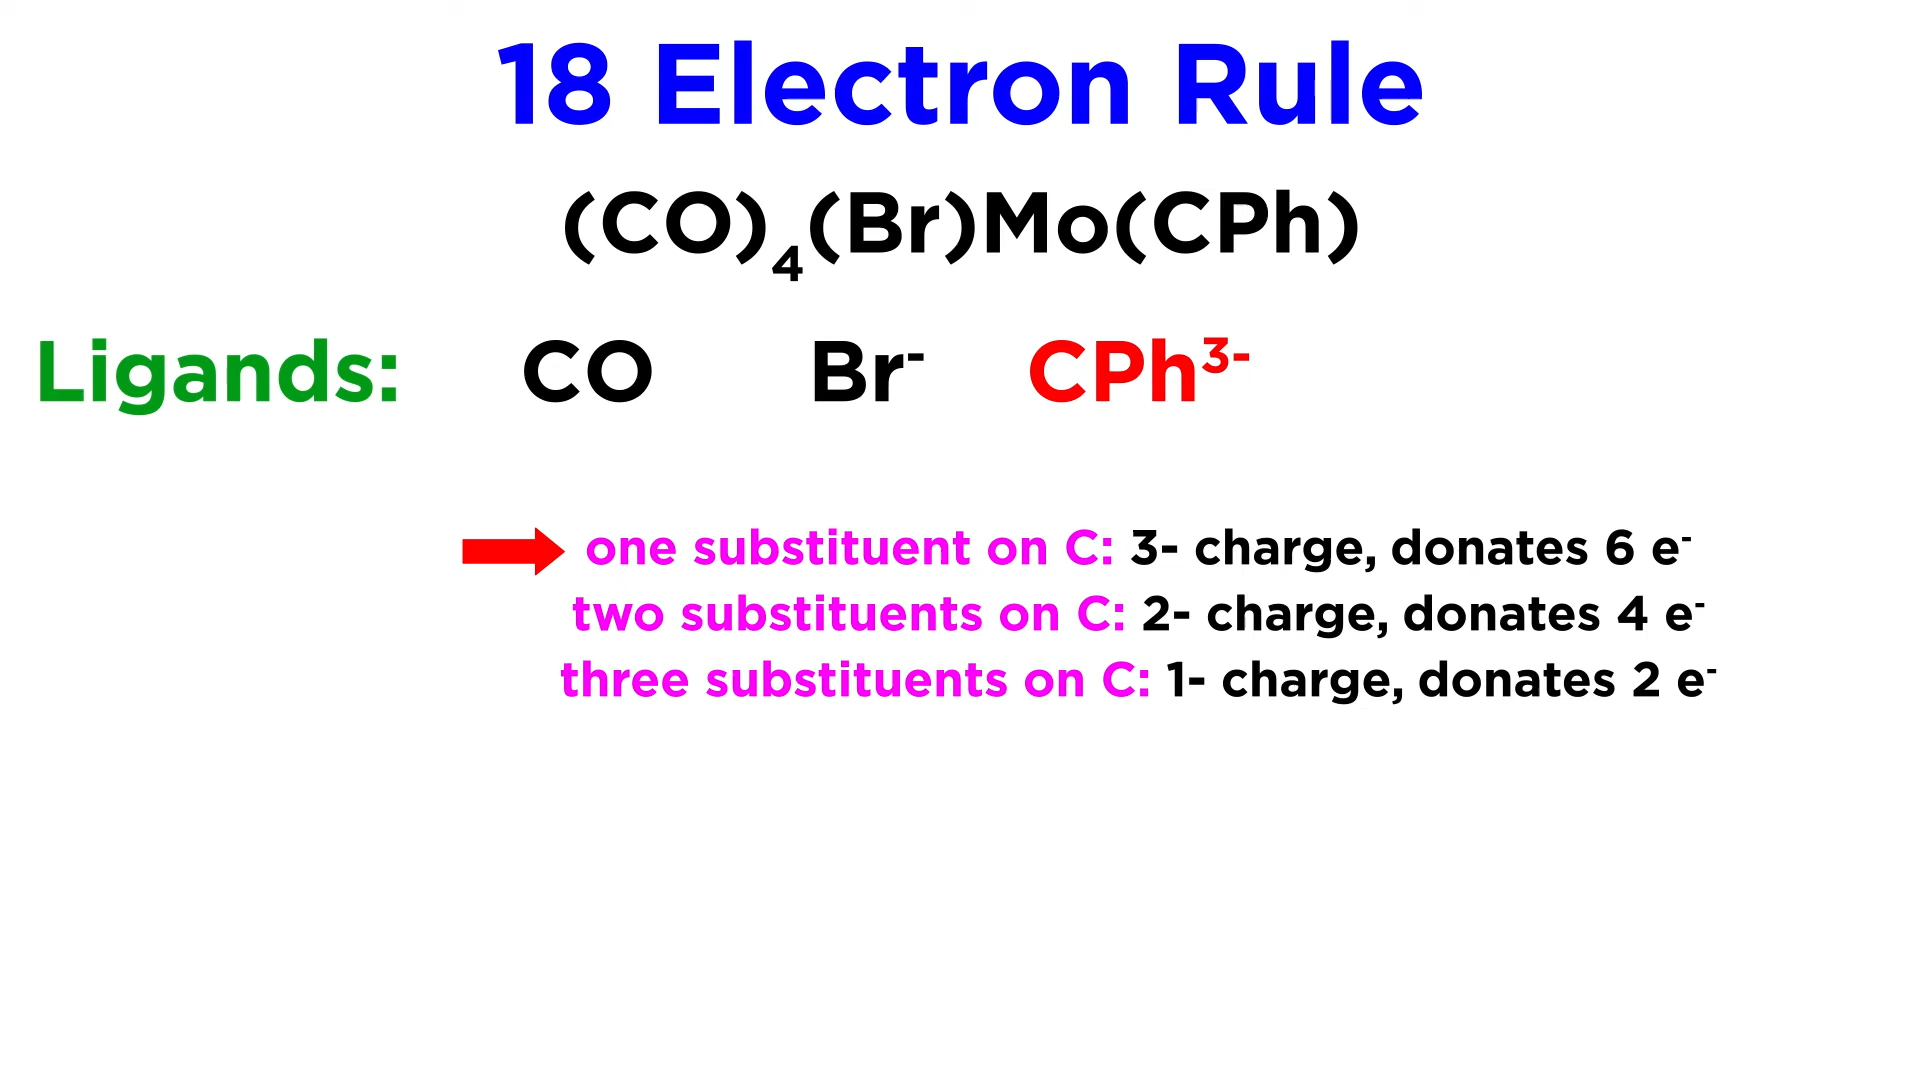 18 Electron Rule
(CO)₄(Br)Mo(CPh)
Ligands: CO Br⁻ CPh³⁻
one substituent on C: 3- charge, donates 6 e⁻
two substituents on C: 2- charge, donates 4 e⁻
three substituents on C: 1- charge, donates 2 e⁻